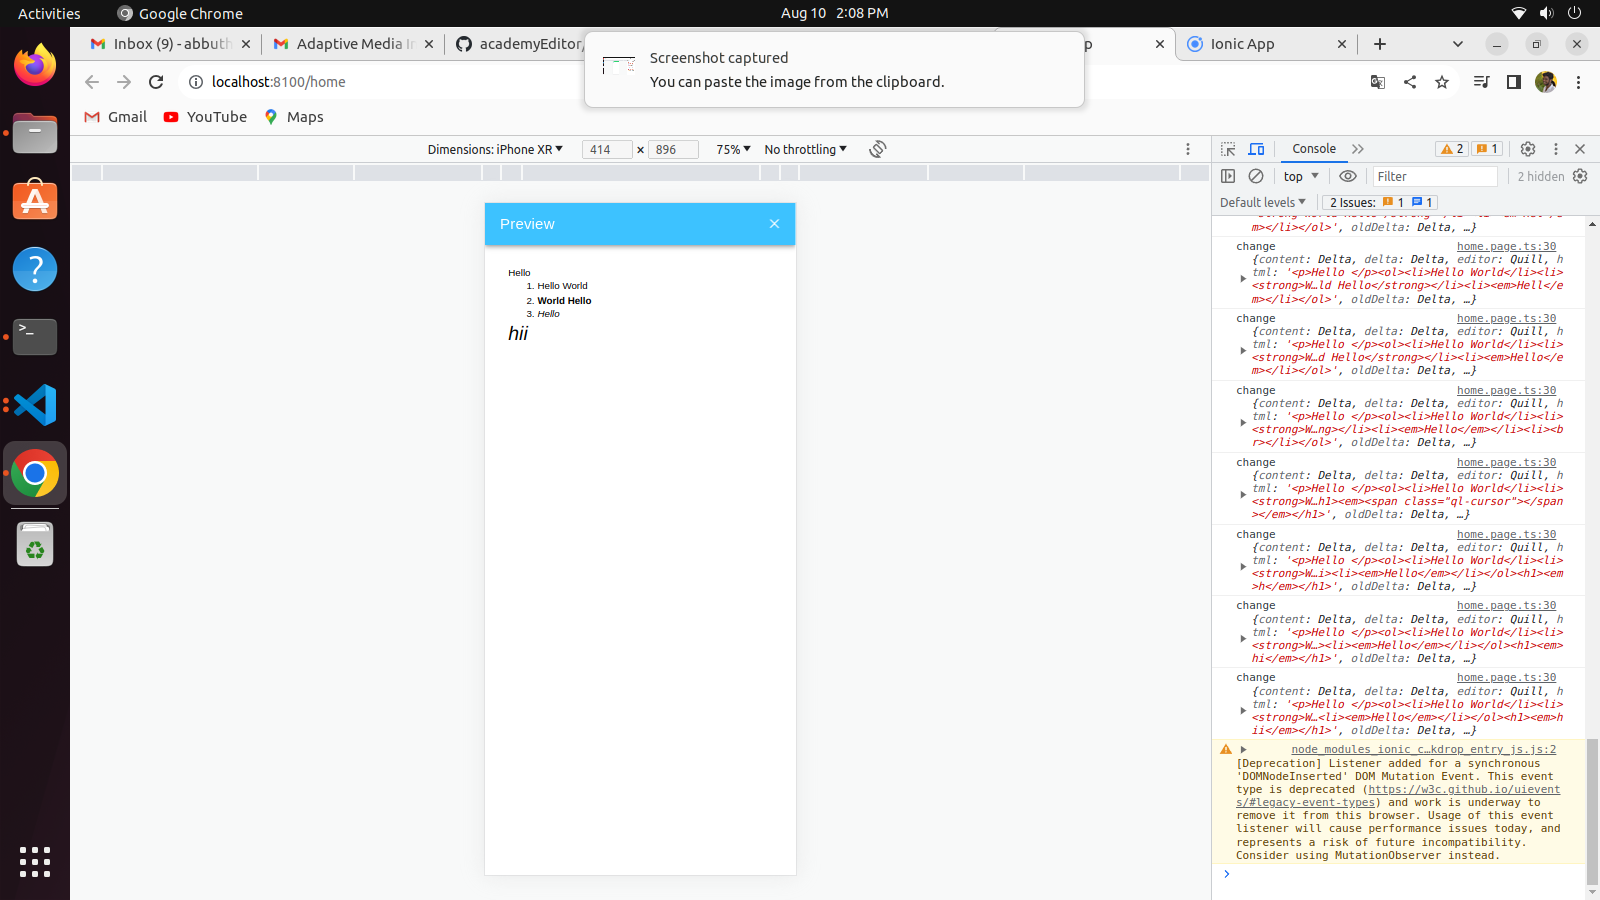 Activities
Google Chrome
Aug 10 2:08 PM
Inbox (9) - abbuth
Adaptive Media In
academyEditor/
Ionic App
Screenshot captured
You can paste the image from the clipboard.
localhost:8100/home
Gmail
YouTube
Maps
Dimensions: iPhone XR
414 × 896
75%
No throttling
Preview
Hello
1. Hello World
2. World Hello
3. Hello
hii
Console
2
1
top
Filter
2 hidden
Default levels
2 Issues: 1 1
m></li></ol>', oldDelta: Delta, …}
change home.page.ts:30
{content: Delta, delta: Delta, editor: Quill, h
tml: '<p>Hello </p><ol><li>Hello World</li><li>
<strong>W…ld Hello</strong></li><li><em>Hell</e
m></li></ol>', oldDelta: Delta, …}
change home.page.ts:30
{content: Delta, delta: Delta, editor: Quill, h
tml: '<p>Hello </p><ol><li>Hello World</li><li>
<strong>W…d Hello</strong></li><li><em>Hello</e
m></li></ol>', oldDelta: Delta, …}
change home.page.ts:30
{content: Delta, delta: Delta, editor: Quill, h
tml: '<p>Hello </p><ol><li>Hello World</li><li>
<strong>W…ng></li><li><em>Hello</em></li><li><b
r></li></ol>', oldDelta: Delta, …}
change home.page.ts:30
{content: Delta, delta: Delta, editor: Quill, h
tml: '<p>Hello </p><ol><li>Hello World</li><li>
<strong>W…h1><em><span class="ql-cursor"></span
></em></h1>', oldDelta: Delta, …}
change home.page.ts:30
{content: Delta, delta: Delta, editor: Quill, h
tml: '<p>Hello </p><ol><li>Hello World</li><li>
<strong>W…i><li><em>Hello</em></li></ol><h1><em
>h</em></h1>', oldDelta: Delta, …}
change home.page.ts:30
{content: Delta, delta: Delta, editor: Quill, h
tml: '<p>Hello </p><ol><li>Hello World</li><li>
<strong>W…><li><em>Hello</em></li></ol><h1><em>
hi</em></h1>', oldDelta: Delta, …}
change home.page.ts:30
{content: Delta, delta: Delta, editor: Quill, h
tml: '<p>Hello </p><ol><li>Hello World</li><li>
<strong>W…<li><em>Hello</em></li></ol><h1><em>h
ii</em></h1>', oldDelta: Delta, …}
node_modules_ionic_c…kdrop_entry_js.js:2
[Deprecation] Listener added for a synchronous
'DOMNodeInserted' DOM Mutation Event. This event
type is deprecated (https://w3c.github.io/uievent
s/#legacy-event-types) and work is underway to
remove it from this browser. Usage of this event
listener will cause performance issues today, and
represents a risk of future incompatibility.
Consider using MutationObserver instead.